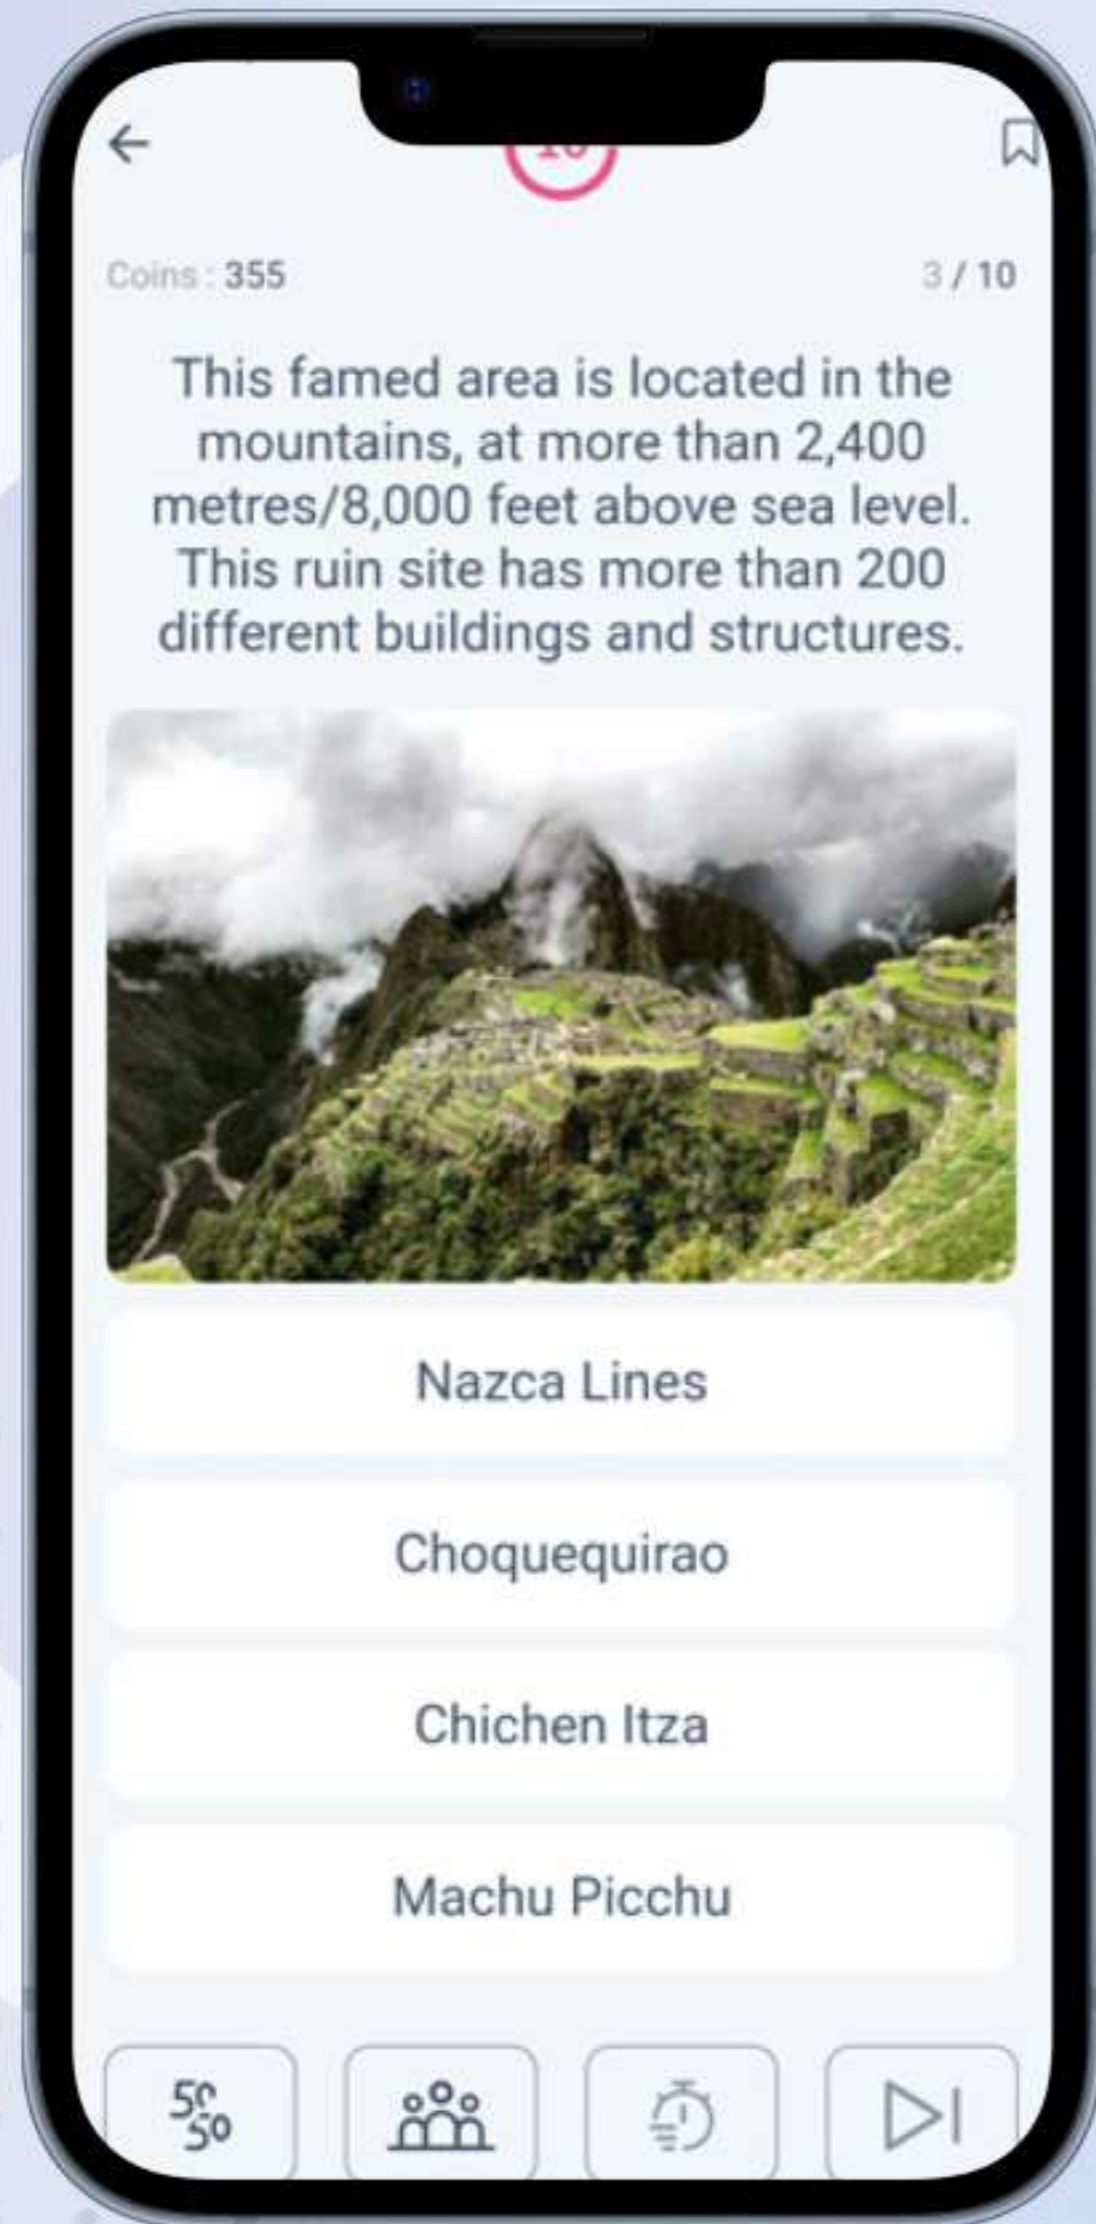 Coins : 355
3 / 10
This famed area is located in the
mountains, at more than 2,400
metres/8,000 feet above sea level.
This ruin site has more than 200
different buildings and structures.
Nazca Lines
Choquequirao
Chichen Itza
Machu Picchu
50
50